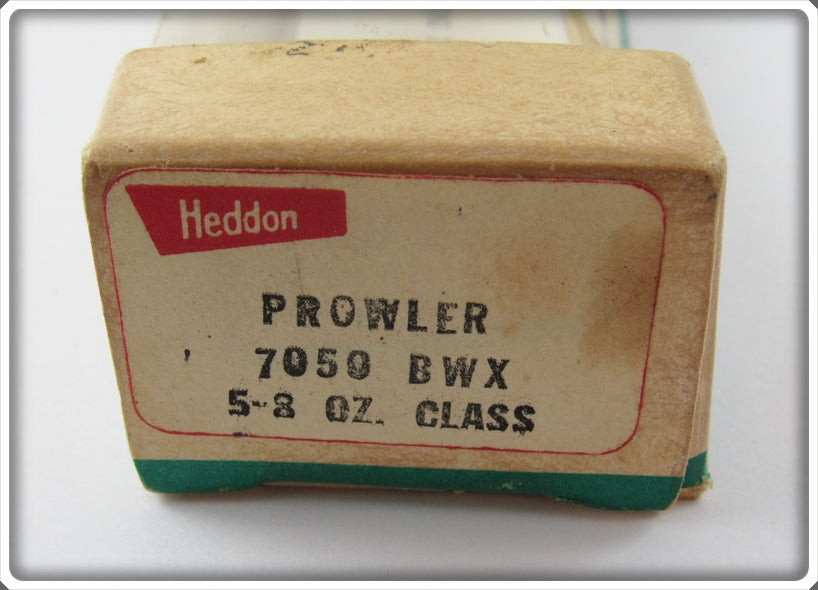 Heddon
PROWLER
7050 BWX
5-8 OZ. CLASS